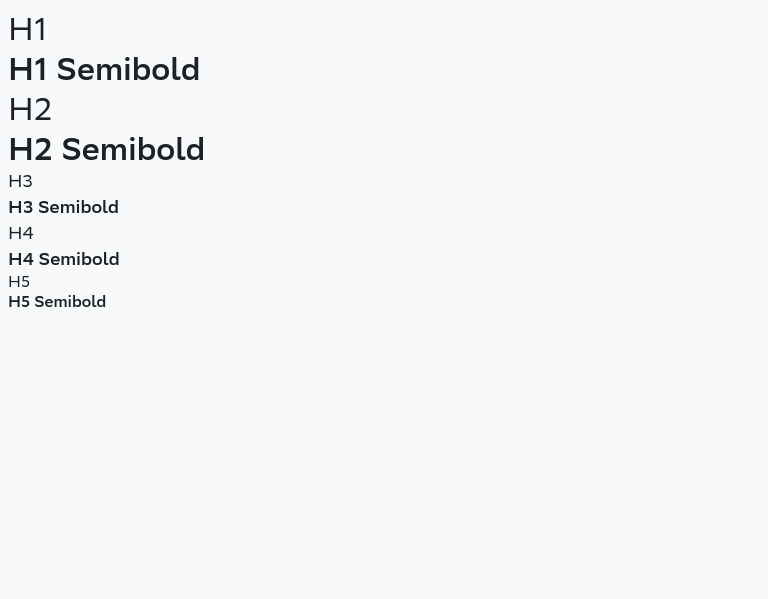 H1
H1 Semibold
H2
H2 Semibold
H3
H3 Semibold
H4
H4 Semibold
H5
H5 Semibold